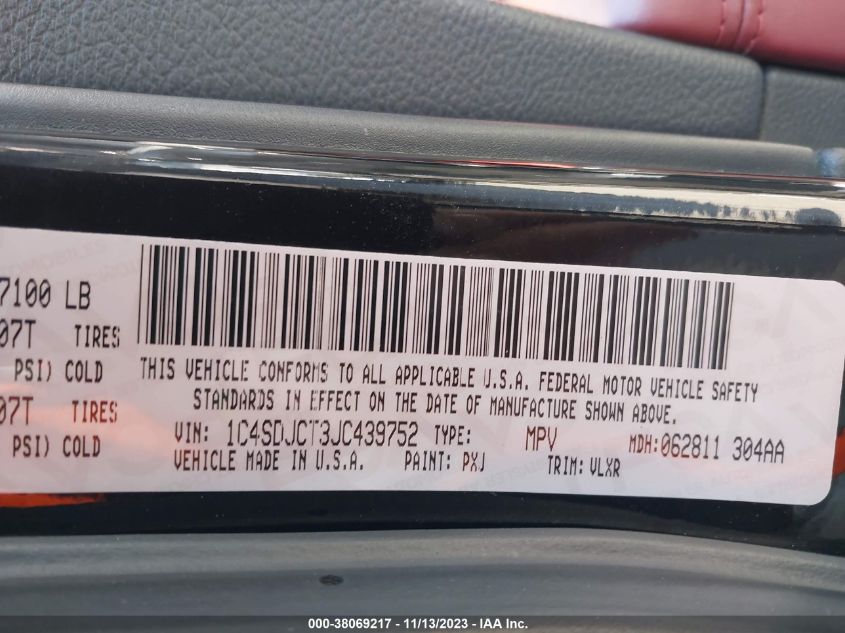 7100 LB
07T TIRES
PSI) COLD
07T TIRES
PSI) COLD
THIS VEHICLE CONFORMS TO ALL APPLICABLE U.S.A. FEDERAL MOTOR VEHICLE SAFETY
STANDARDS IN EFFECT ON THE DATE OF MANUFACTURE SHOWN ABOVE.
VIN: 1C4SDJCT3JC439752 TYPE: MPV MDH:062811 304AA
VEHICLE MADE IN U.S.A. PAINT: PXJ TRIM: VLXR
000-38069217 - 11/13/2023 - IAA Inc.